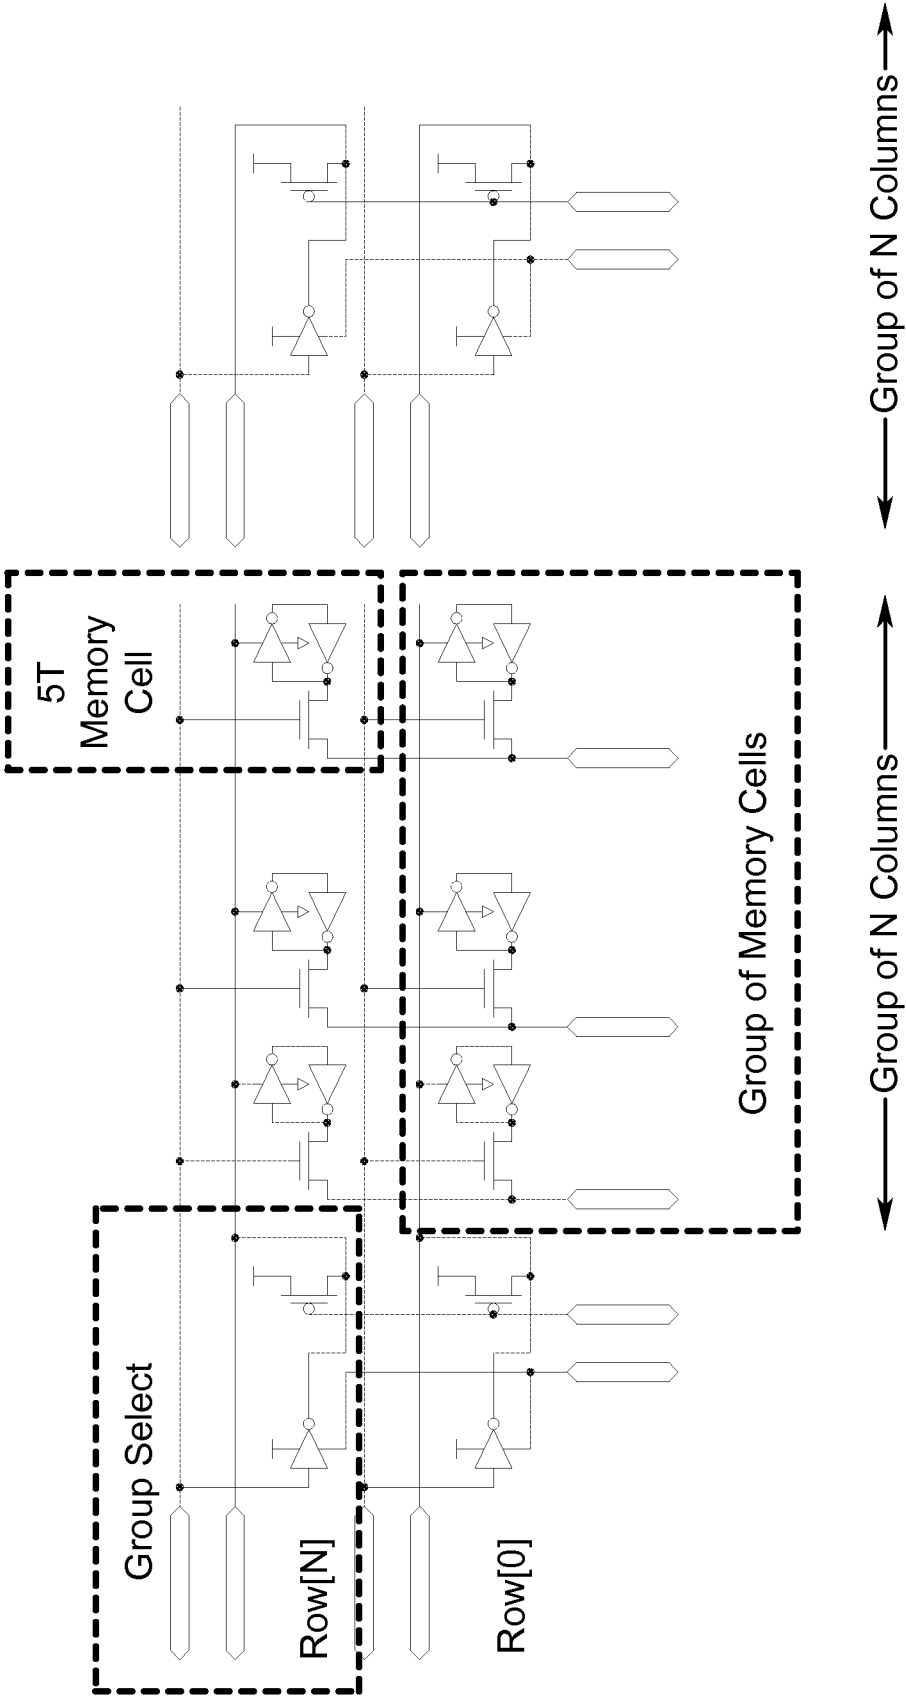 Group Select
5T
Memory
Cell
Row[N]
Row[0]
Group of Memory Cells
Group of N Columns
Group of N Columns